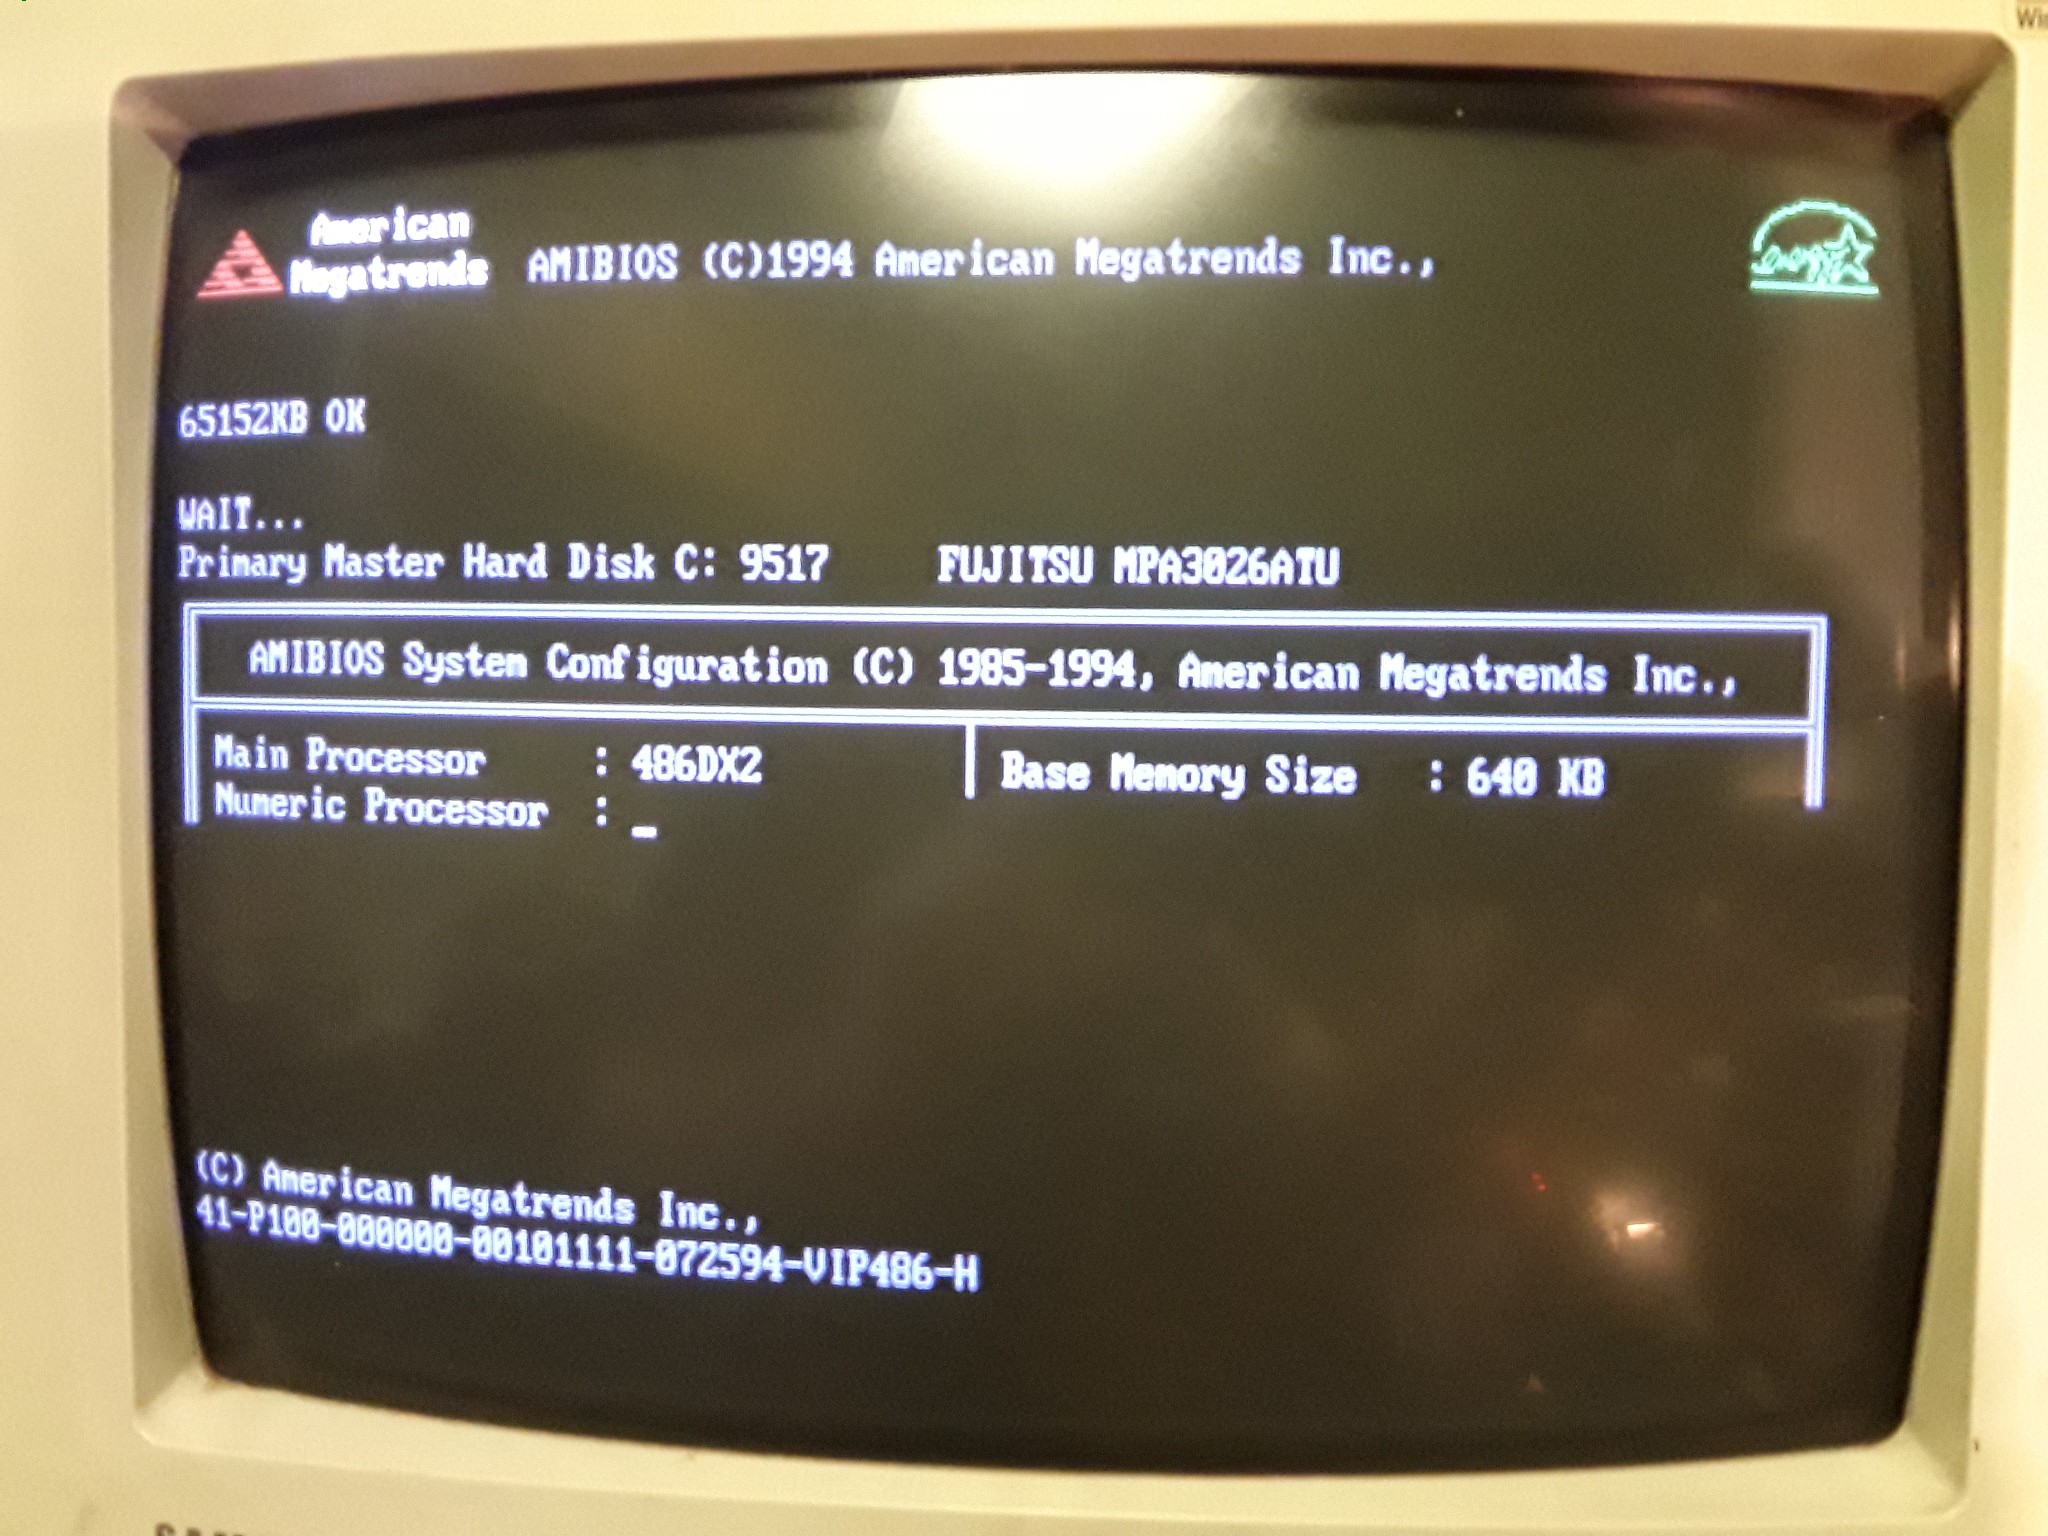 Win
American
Megatrends
AMIBIOS (C)1994 American Megatrends Inc.,
65152KB OK
WAIT...
Primary Master Hard Disk C: 9517 FUJITSU MPA3026ATU
AMIBIOS System Configuration (C) 1985-1994, American Megatrends Inc.,
Main Processor : 486DX2 Base Memory Size : 640 KB
Numeric Processor : _
(C) American Megatrends Inc.,
41-P100-000000-00101111-072594-VIP486-H